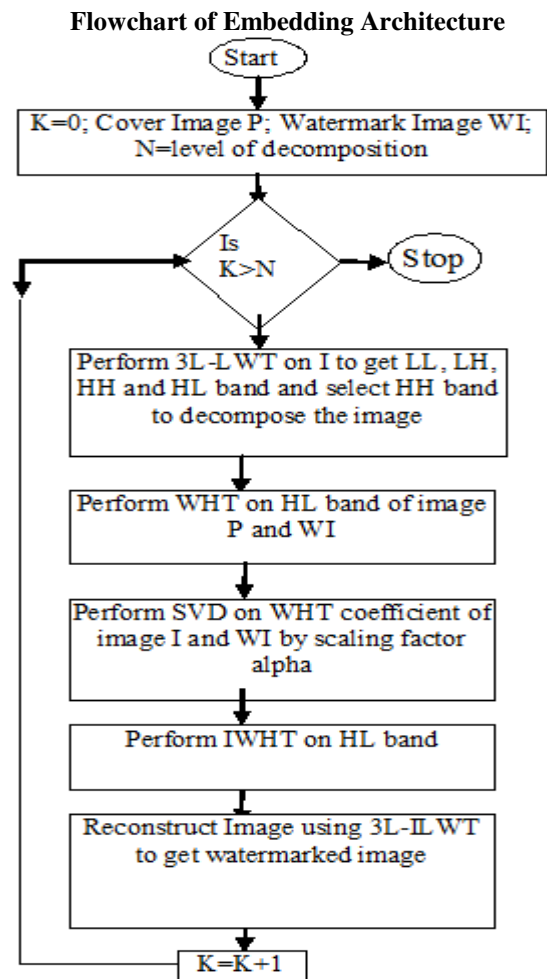 Flowchart of Embedding Architecture
Start
K=0; Cover Image P; Watermark Image WI;
N=level of decomposition
Is
K>N
Stop
Perform 3L-LWT on I to get LL, LH,
HH and HL band and select HH band
to decompose the image
Perform WHT on HL band of image
P and WI
Perform SVD on WHT coefficient of
image I and WI by scaling factor
alpha
Perform IWHT on HL band
Reconstruct Image using 3L-ILWT
to get watermarked image
K=K+1